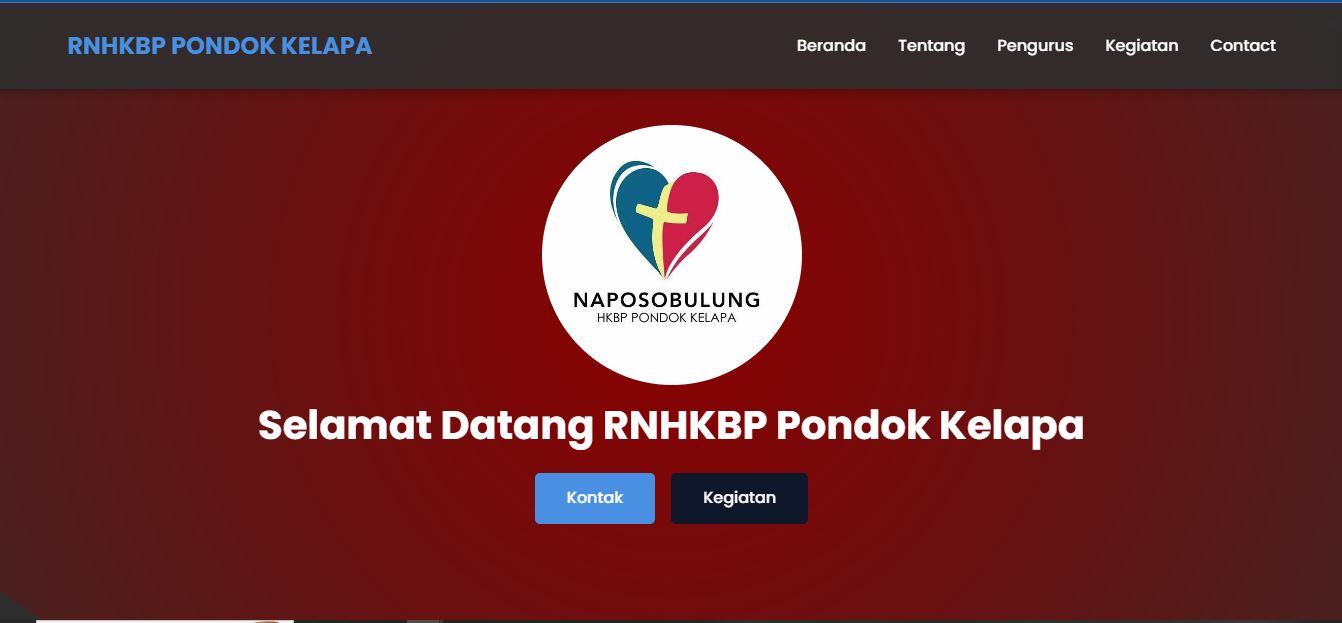 RNHKBP PONDOK KELAPA
Beranda Tentang Pengurus Kegiatan Contact
NAPOSOBULUNG
HKBP PONDOK KELAPA
Selamat Datang RNHKBP Pondok Kelapa
Kontak Kegiatan